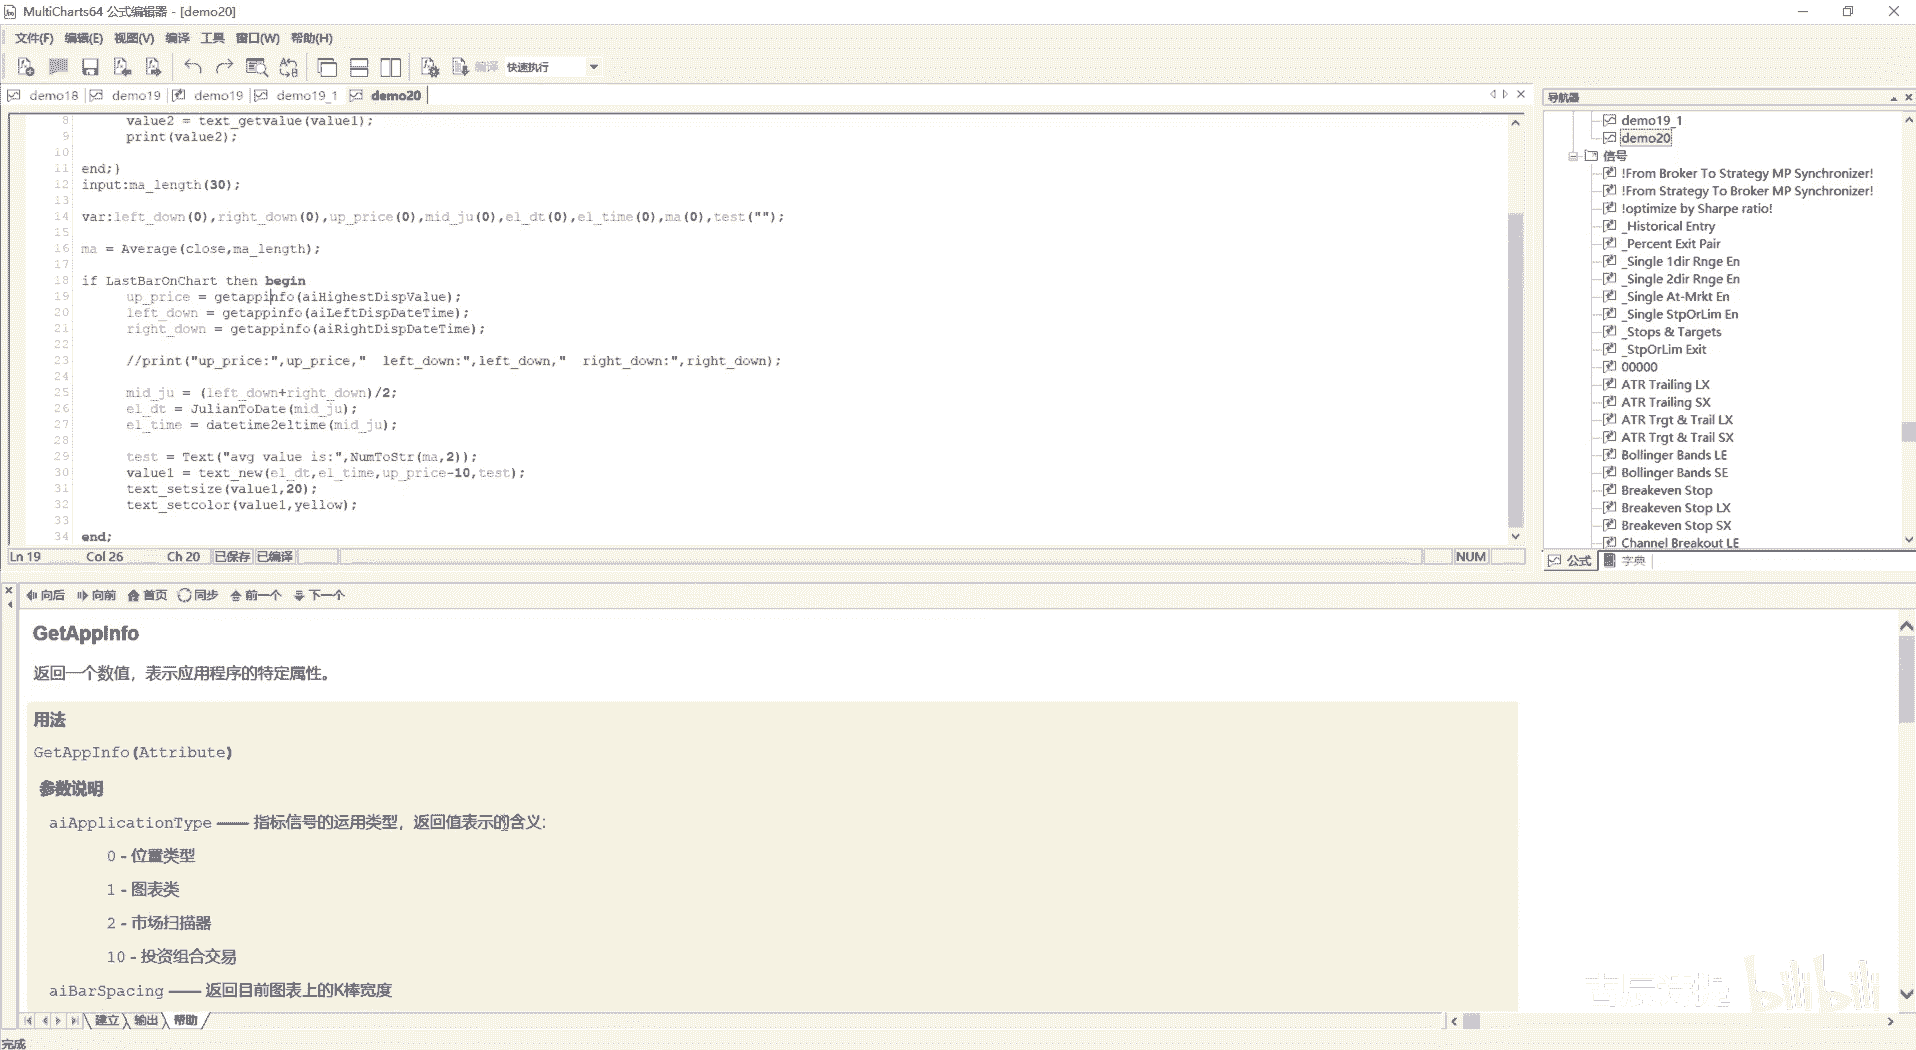 MultiCharts64 公式编辑器 - [demo20]
文件(F) 编辑(E) 视图(V) 编译 工具 窗口(W) 帮助(H)
编译 快速执行
demo18 demo19 demo19 demo19_1 demo20
8 value2 = text_getvalue(value1);
9 print(value2);
10
11 end;}
12 input:ma_length(30);
13
14 var:left_down(0),right_down(0),up_price(0),mid_ju(0),el_dt(0),el_time(0),ma(0),test("");
15
16 ma = Average(close,ma_length);
17
18 if LastBarOnChart then begin
19 up_price = getappinfo(aiHighestDispValue);
20 left_down = getappinfo(aiLeftDispDateTime);
21 right_down = getappinfo(aiRightDispDateTime);
22
23 //print("up_price:",up_price,"  left_down:",left_down,"  right_down:",right_down);
24
25 mid_ju = (left_down+right_down)/2;
26 el_dt = JulianToDate(mid_ju);
27 el_time = datetime2eltime(mid_ju);
28
29 test = Text("avg value is:",NumToStr(ma,2));
30 value1 = text_new(el_dt,el_time,up_price-10,test);
31 text_setsize(value1,20);
32 text_setcolor(value1,yellow);
33
34 end;
Ln 19 Col 26 Ch 20 已保存 已编译 NUM
导航器
demo19_1
demo20
信号
!From Broker To Strategy MP Synchronizer!
!From Strategy To Broker MP Synchronizer!
!optimize by Sharpe ratio!
_Historical Entry
_Percent Exit Pair
_Single 1dir Rnge En
_Single 2dir Rnge En
_Single At-Mrkt En
_Single StpOrLim En
_Stops & Targets
_StpOrLim Exit
00000
ATR Trailing LX
ATR Trailing SX
ATR Trgt & Trail LX
ATR Trgt & Trail SX
Bollinger Bands LE
Bollinger Bands SE
Breakeven Stop
Breakeven Stop LX
Breakeven Stop SX
Channel Breakout LE
公式 字典
向后 向前 首页 同步 前一个 下一个
GetAppInfo
返回一个数值，表示应用程序的特定属性。
用法
GetAppInfo(Attribute)
参数说明
aiApplicationType —— 指标信号的运用类型，返回值表示的含义:
0 - 位置类型
1 - 图表类
2 - 市场扫描器
10 - 投资组合交易
aiBarSpacing —— 返回目前图表上的K棒宽度
bilibili
建立 输出 帮助
完成